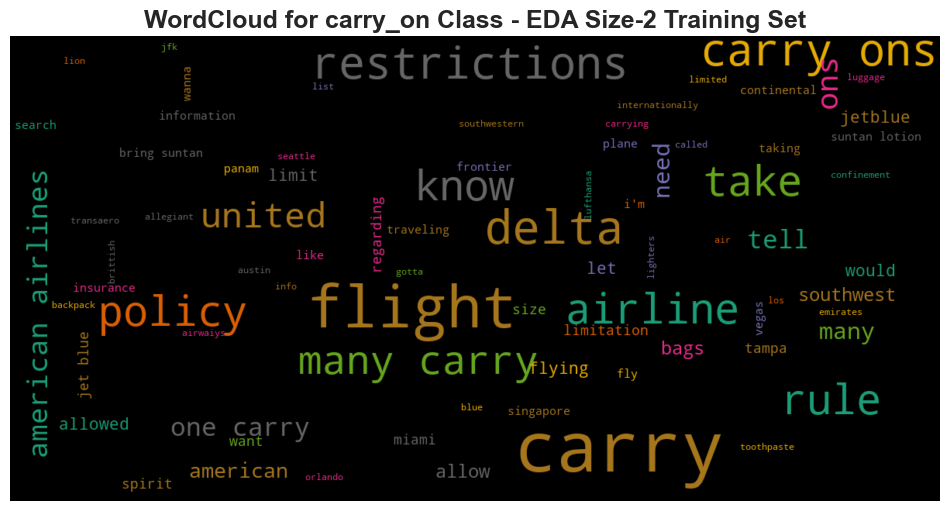 WordCloud for carry_on Class - EDA Size-2 Training Set
jfk
lion
wanna
restrictions
list
carry ons
ons
limited
luggage
continental
internationally
information
search
southwestern
carrying
jetblue
suntan lotion
bring suntan
seattle
panam
limit
frontier
plane
need
called
taking
know
take
confinement
lufthansa
american airlines
transaero
allegiant
united
regarding
traveling
delta
i'm
air
tell
brittish
like
austin
gotta
let
lighters
would
insurance
info
backpack
policy
airwaiys
flight
size
airline
limitation
vegas
los
southwest
emirates
many
jet blue
many carry
flying
fly
bags
tampa
rule
blue
singapore
allowed
one carry
want
miami
carry
toothpaste
american
orlando
allow
spirit